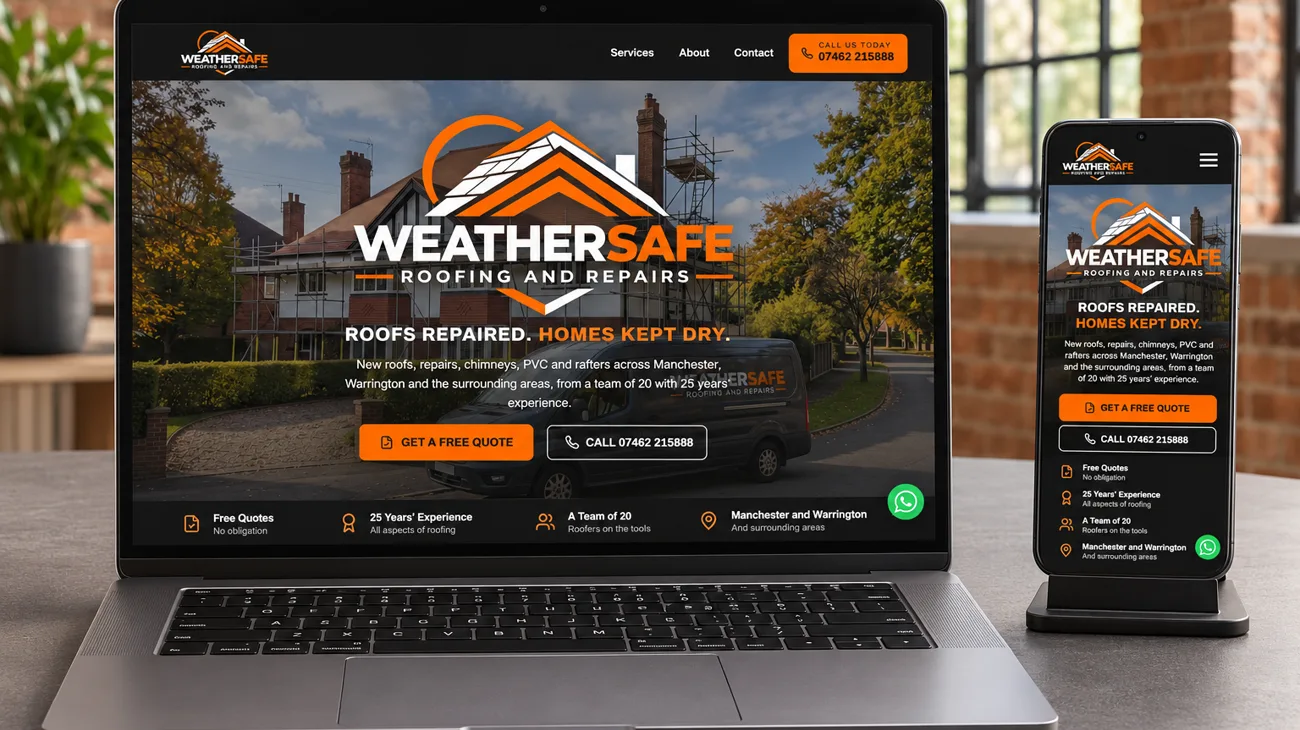 WEATHERSAFE
ROOFING AND REPAIRS
Services
About
Contact
CALL US TODAY
07462 215888
WEATHERSAFE
ROOFING AND REPAIRS
ROOFS REPAIRED. HOMES KEPT DRY.
New roofs, repairs, chimneys, PVC and rafters across Manchester,
Warrington and the surrounding areas, from a team of 20 with 25 years'
experience.
WEATHERSAFE
ROOFING AND REPAIRS
GET A FREE QUOTE
CALL 07462 215888
Free Quotes
No obligation
25 Years' Experience
All aspects of roofing
A Team of 20
Roofers on the tools
Manchester and Warrington
And surrounding areas
WEATHERSAFE
ROOFING AND REPAIRS
WEATHERSAFE
ROOFING AND REPAIRS
ROOFS REPAIRED.
HOMES KEPT DRY.
New roofs, repairs, chimneys, PVC and
rafters across Manchester, Warrington
and the surrounding areas, from a team
of 20 with 25 years' experience.
GET A FREE QUOTE
CALL 07462 215888
Free Quotes
No obligation
25 Years' Experience
All aspects of roofing
A Team of 20
Roofers on the tools
Manchester and Warrington
And surrounding areas